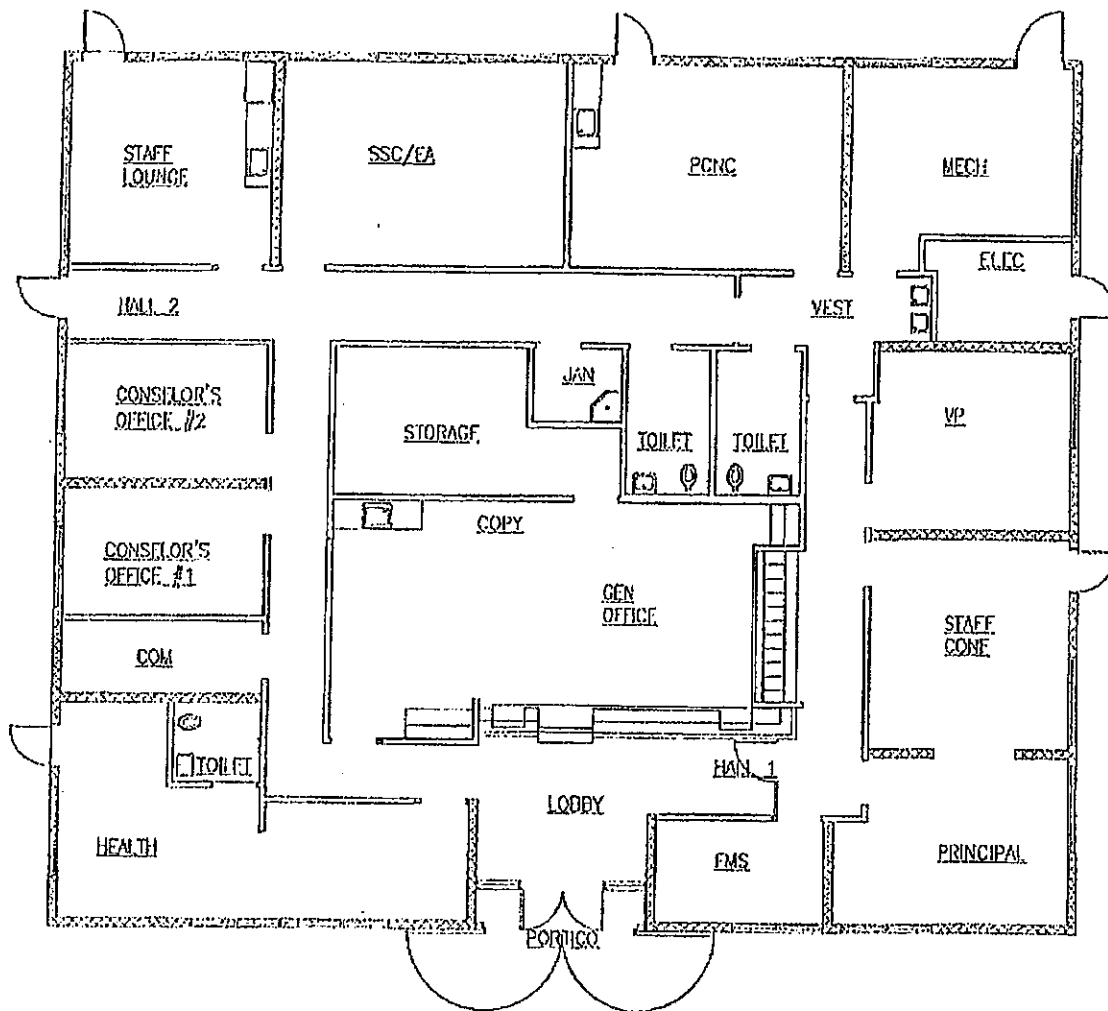 STAFF
LOUNGE
SSC/EA
PCNC
MECH
ELEC
HALL 2
VEST
CONSELOR'S
OFFICE #2
JAN
VP
STORAGE
TOILET
TOILET
COPY
CONSELOR'S
OFFICE #1
GEN
OFFICE
STAFF
CONF
COM
TOILET
HALL 1
LOBBY
HEALTH
FMS
PRINCIPAL
PORTICO